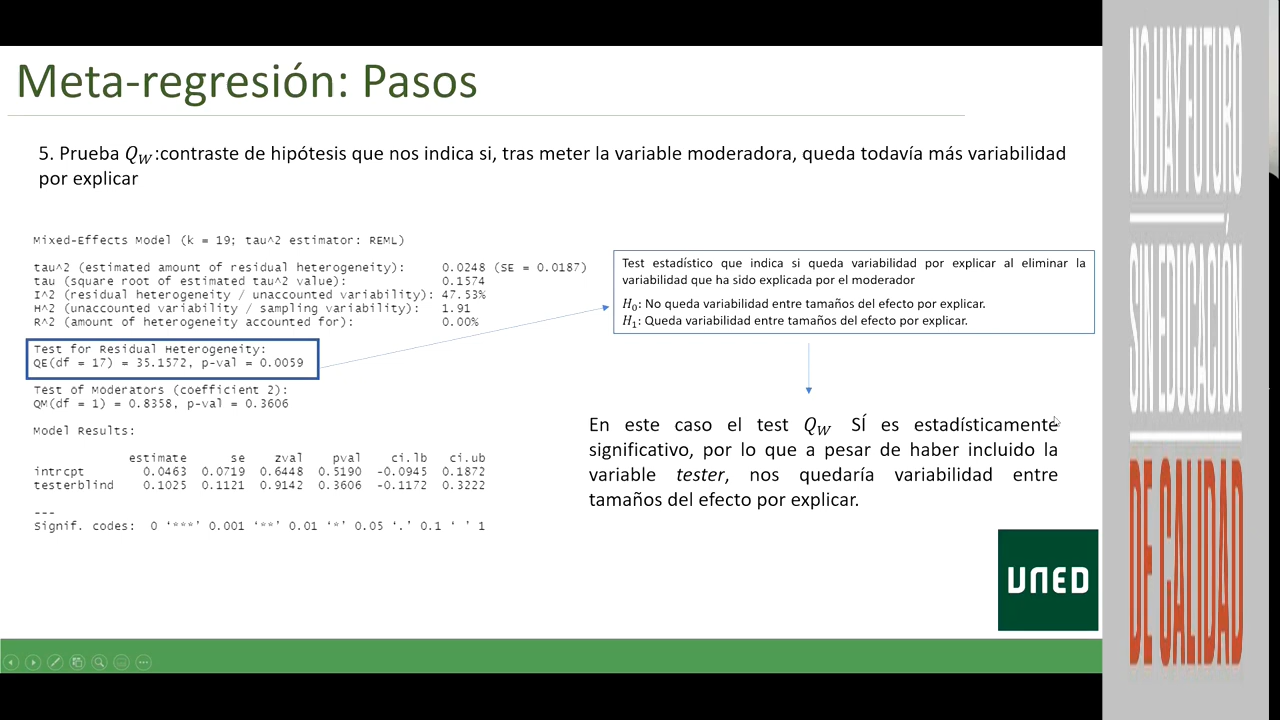 Meta-regresión: Pasos
5. Prueba Q_W:contraste de hipótesis que nos indica si, tras meter la variable moderadora, queda todavía más variabilidad
por explicar
Mixed-Effects Model (k = 19; tau^2 estimator: REML)
tau^2 (estimated amount of residual heterogeneity): 0.0248 (SE = 0.0187)
tau (square root of estimated tau^2 value): 0.1574
I^2 (residual heterogeneity / unaccounted variability): 47.53%
H^2 (unaccounted variability / sampling variability): 1.91
R^2 (amount of heterogeneity accounted for): 0.00%
Test for Residual Heterogeneity:
QE(df = 17) = 35.1572, p-val = 0.0059
Test of Moderators (coefficient 2):
QM(df = 1) = 0.8358, p-val = 0.3606
Model Results:
estimate se zval pval ci.lb ci.ub
intrcpt 0.0463 0.0719 0.6448 0.5190 -0.0945 0.1872
testerblind 0.1025 0.1121 0.9142 0.3606 -0.1172 0.3222
---
Signif. codes: 0 ‘***’ 0.001 ‘**’ 0.01 ‘*’ 0.05 ‘.’ 0.1 ‘ ’ 1
Test estadístico que indica si queda variabilidad por explicar al eliminar la
variabilidad que ha sido explicada por el moderador
H₀: No queda variabilidad entre tamaños del efecto por explicar.
H₁: Queda variabilidad entre tamaños del efecto por explicar.
En este caso el test Q_W SÍ es estadísticamente
significativo, por lo que a pesar de haber incluido la
variable tester, nos quedaría variabilidad entre
tamaños del efecto por explicar.
UNED
NO HAY FUTURO
SIN EDUCACIÓN
DE CALIDAD